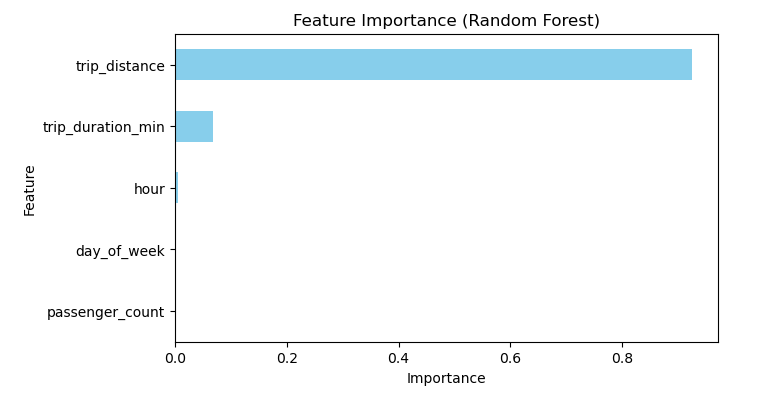 Feature Importance (Random Forest)
trip_distance
trip_duration_min
hour
day_of_week
passenger_count
Feature
0.0 0.2 0.4 0.6 0.8
Importance